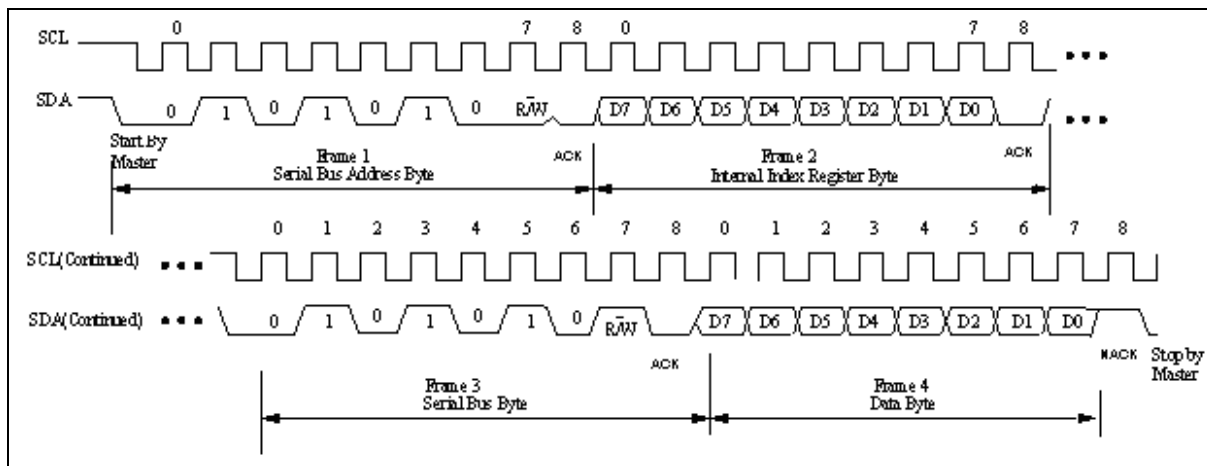 0 7 8 0 7 8
SCL
SDA 0 1 0 1 0 1 0 R/W D7 D6 D5 D4 D3 D2 D1 D0
Start By
Master
Frame 1
Serial Bus Address Byte
ACK
Frame 2
Internal Index Register Byte
ACK
0 1 2 3 4 5 6 7 8 0 1 2 3 4 5 6 7 8
SCL(Continued)
SDA(Continued) 0 1 0 1 0 1 0 R/W D7 D6 D5 D4 D3 D2 D1 D0
ACK
NACK
Stop by
Master
Frame 3
Serial Bus Byte
Frame 4
Data Byte